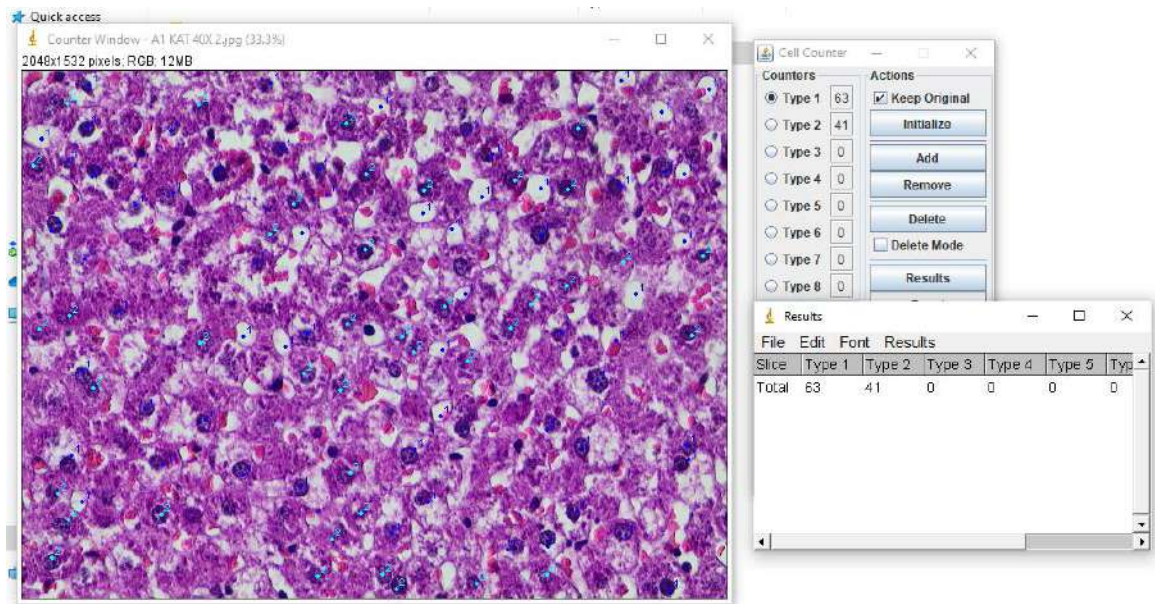 Quick access
Counter Window - A1 KAT 40X 2.jpg (33.3%)
2048x1532 pixels; RGB; 12MB
Cell Counter
Counters
Actions
Type 1 63
Keep Original
Type 2 41
Initialize
Type 3 0
Add
Type 4 0
Remove
Type 5 0
Delete
Type 6 0
Delete Mode
Type 7 0
Results
Type 8 0
Results
File Edit Font Results
Slice Type 1 Type 2 Type 3 Type 4 Type 5 Typ
Total 63 41 0 0 0 0